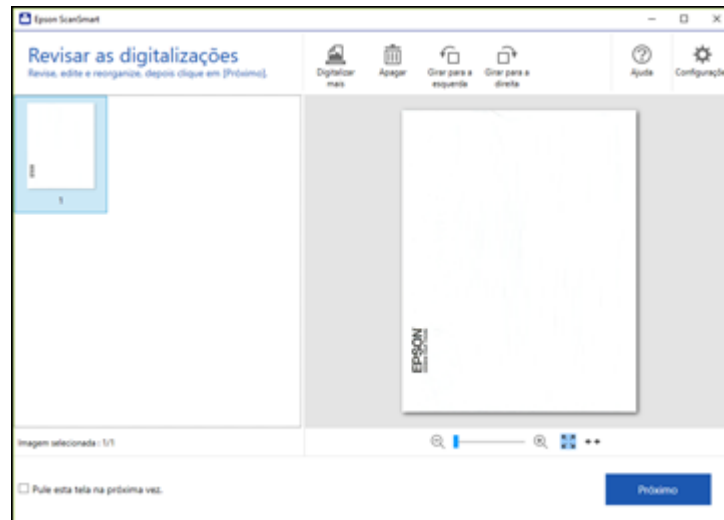 Epson ScanSmart
Revisar as digitalizações
Revise, edite e reorganize, depois clique em [Próximo].
Digitalizar mais
Apagar
Girar para a esquerda
Girar para a direita
Ajuda
Configuraçõe
1
EPSON
Imagem selecionada : 1/1
Pule esta tela na próxima vez.
Próximo